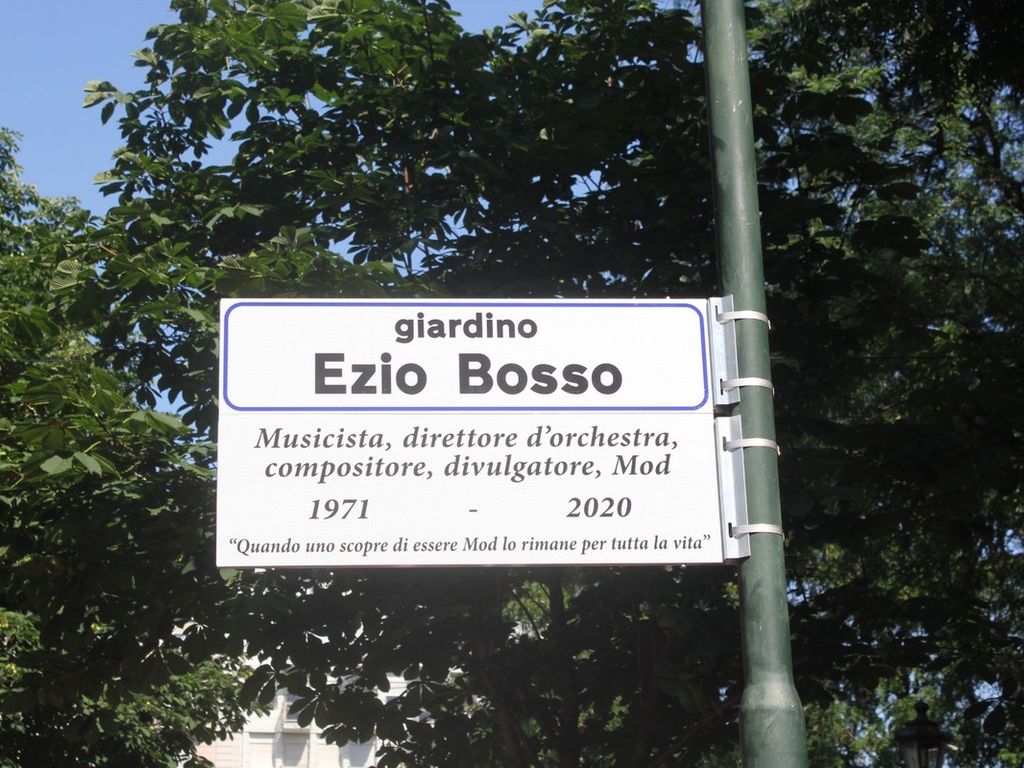 giardino
Ezio Bosso
Musicista, direttore d'orchestra,
compositore, divulgatore, Mod
1971 - 2020
“Quando uno scopre di essere Mod lo rimane per tutta la vita”